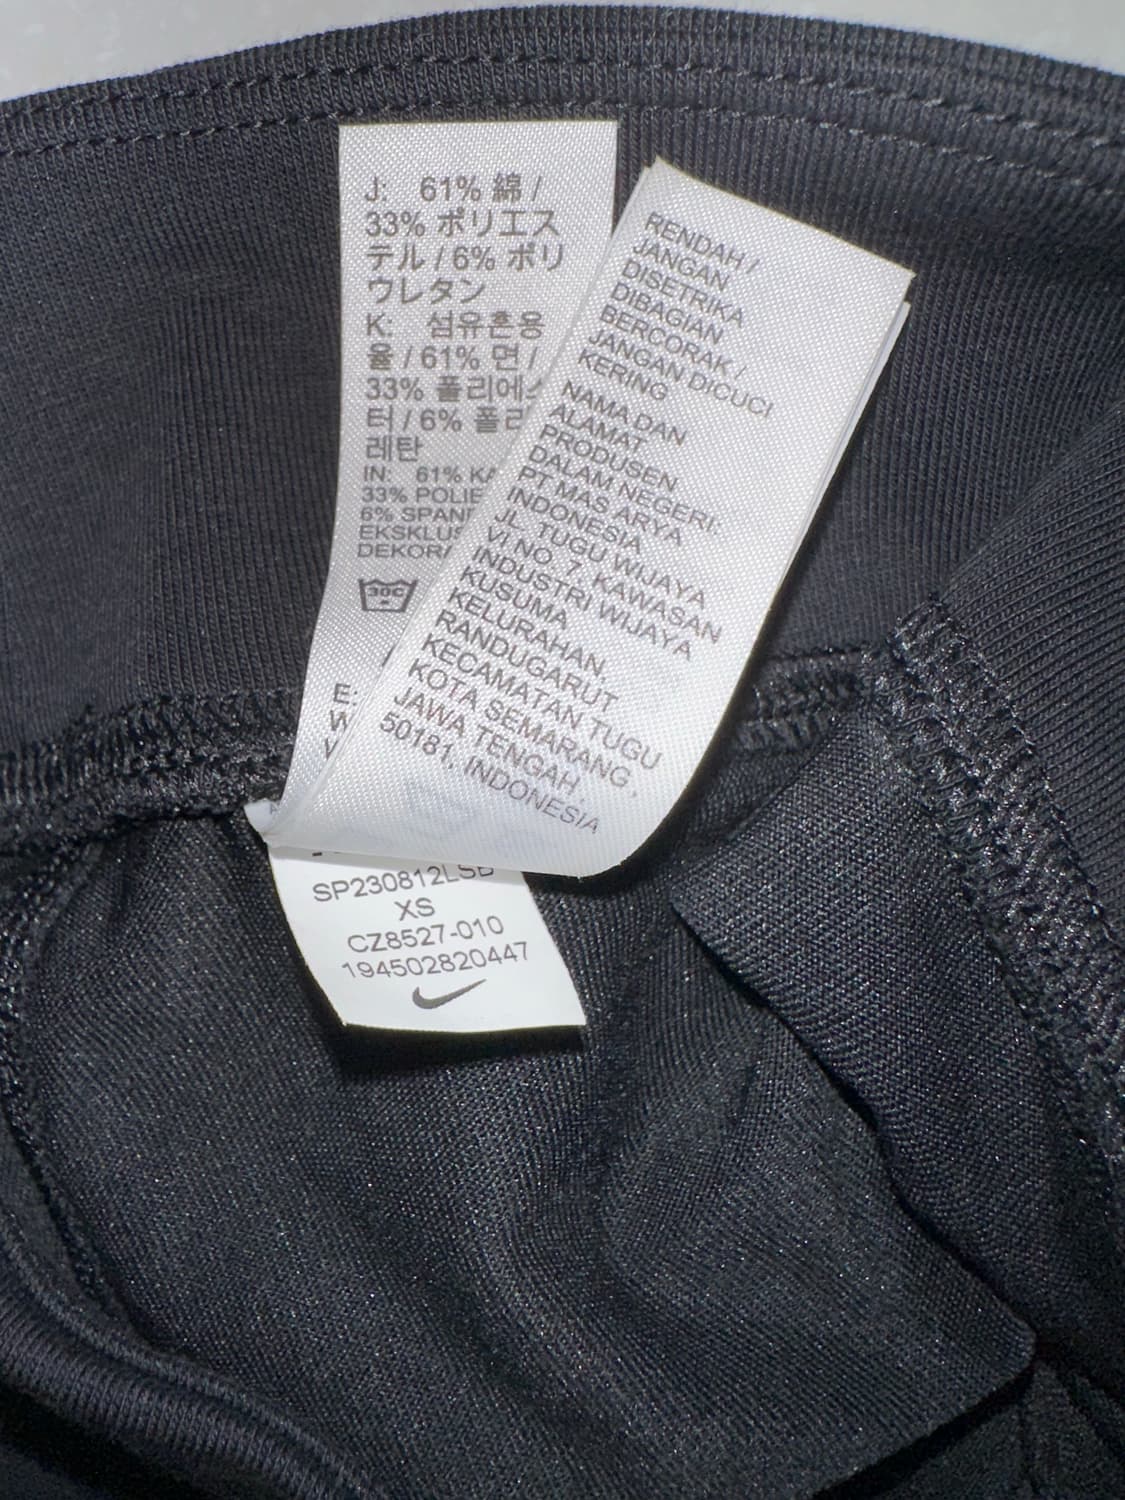 J: 61% 綿 /
33% ポリエス
テル / 6% ポリ
ウレタン
K: 섬유혼용
율 / 61% 면 /
33% 폴리에스
터 / 6% 폴리
레탄
IN: 61% KA
33% POLIE
6% SPAN
EKSKLUS
DEKORA
30C
E:
W
RENDAH /
JANGAN
DISETRIKA
DIBAGIAN
BERCORAK /
JANGAN DICUCI
KERING
NAMA DAN
ALAMAT
PRODUSEN
DALAM NEGERI:
PT MAS ARYA
INDONESIA
JL. TUGU WIJAYA
VI NO. 7, KAWASAN
INDUSTRI WIJAYA
KUSUMA
KELURAHAN,
RANDUGARUT
KECAMATAN TUGU
KOTA SEMARANG,
JAWA TENGAH,
50181, INDONESIA
SP230812LSB
XS
CZ8527-010
194502820447